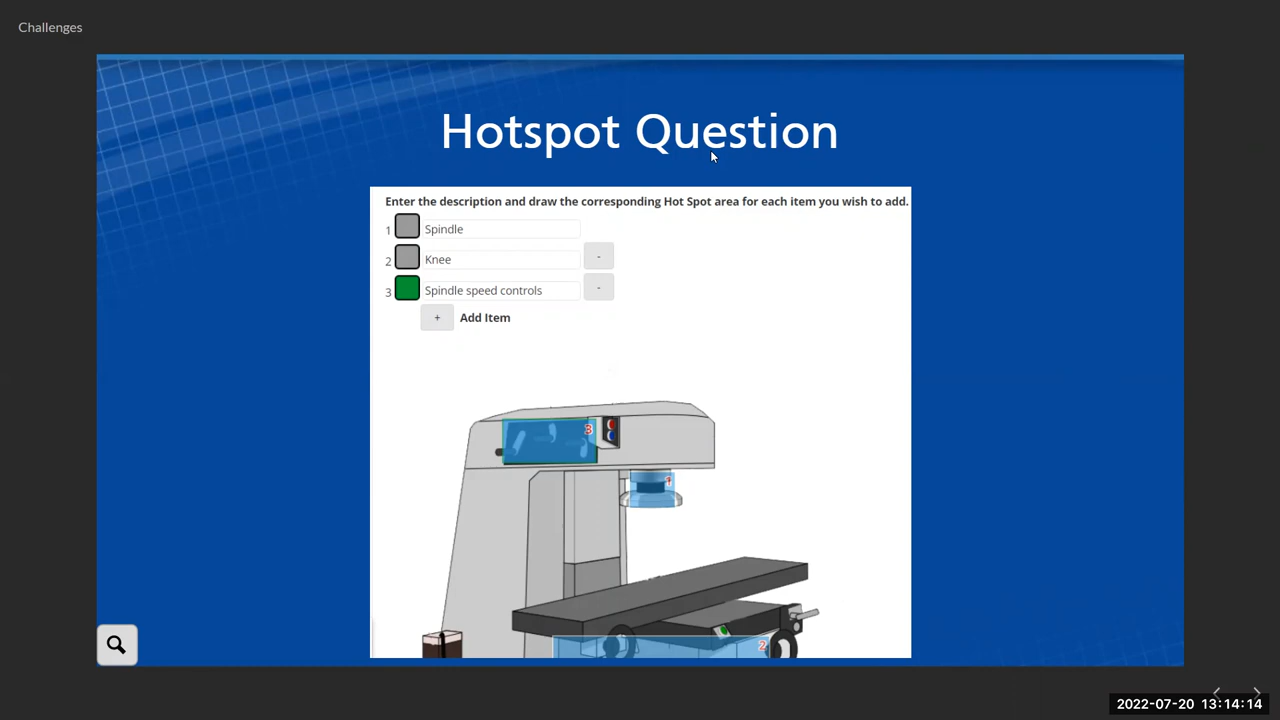 Challenges
Hotspot Question
Enter the description and draw the corresponding Hot Spot area for each item you wish to add.
1 Spindle
2 Knee -
3 Spindle speed controls -
+ Add Item
3
1
2
2022-07-20 13:14:14